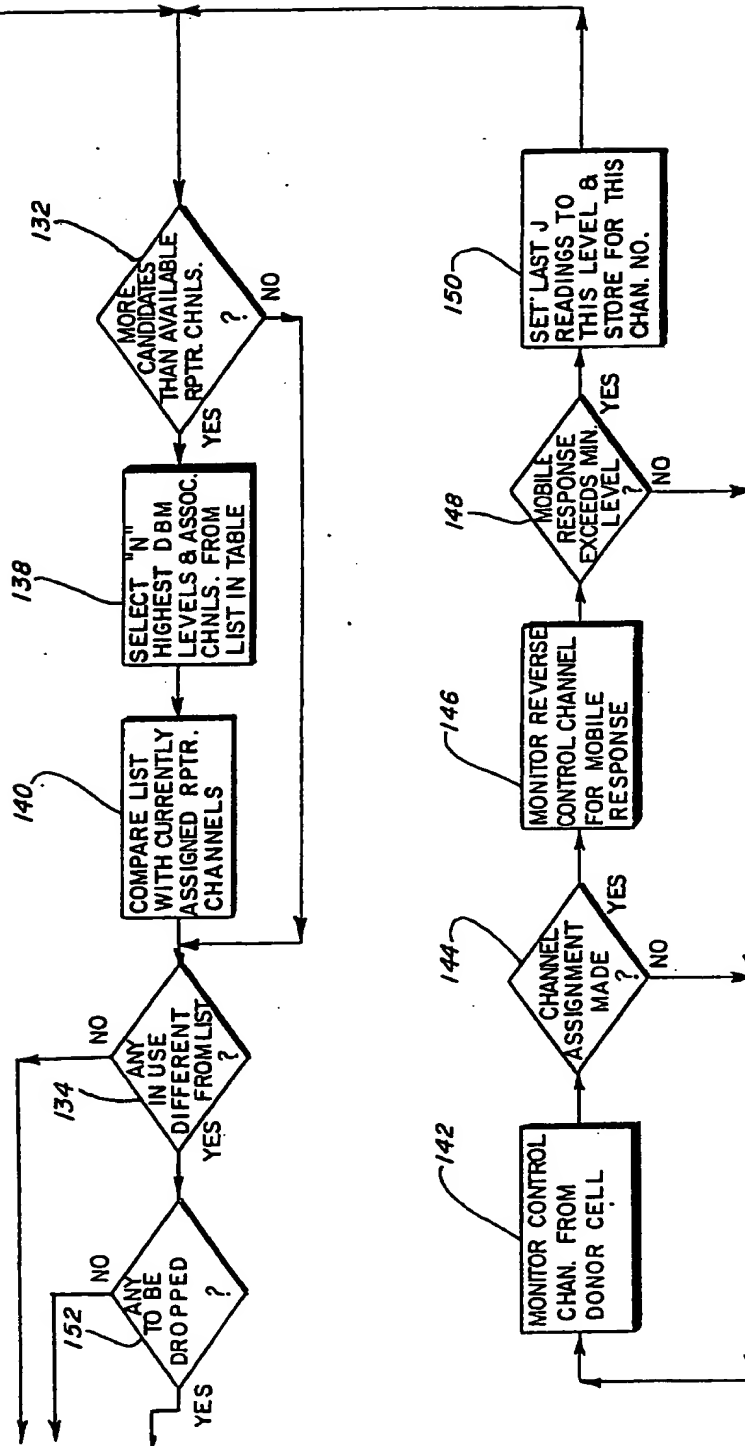 132
MORE
CANDIDATES
THAN AVAILABLE
RPTR. CHNLS.
?
NO
YES
138
SELECT "N"
HIGHEST DBM
LEVELS & ASSOC.
CHNLS. FROM
LIST IN TABLE
140
COMPARE LIST
WITH CURRENTLY
ASSIGNED RPTR.
CHANNELS
134
ANY
IN USE
DIFFERENT
FROM LIST
?
NO
YES
152
ANY
TO BE
DROPPED
?
NO
YES
142
MONITOR CONTROL
CHAN. FROM
DONOR CELL
144
CHANNEL
ASSIGNMENT
MADE
?
YES
NO
146
MONITOR REVERSE
CONTROL CHANNEL
FOR MOBILE
RESPONSE
148
MOBILE
RESPONSE
EXCEEDS MIN.
LEVEL
?
YES
NO
150
SET LAST J
READINGS TO
THIS LEVEL &
STORE FOR THIS
CHAN. NO.